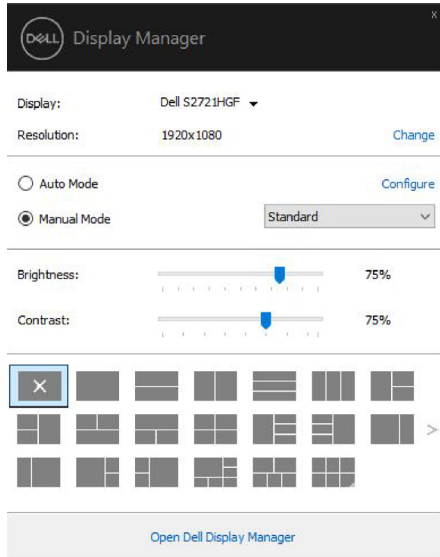 x
DELL Display Manager
Display: Dell S2721HGF
Resolution: 1920x1080 Change
Auto Mode Configure
Manual Mode Standard
Brightness: 75%
Contrast: 75%
Open Dell Display Manager